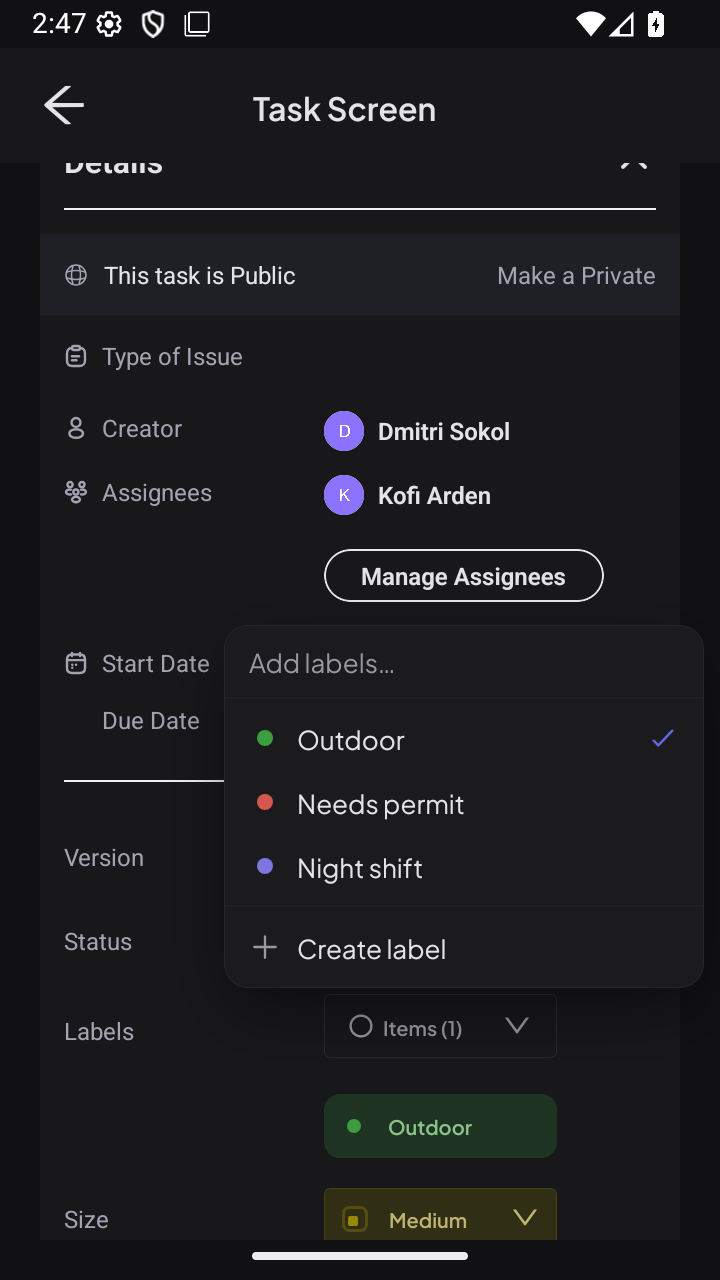 2:47
Task Screen
Details
This task is Public Make a Private
Type of Issue
Creator D Dmitri Sokol
Assignees K Kofi Arden
Manage Assignees
Start Date
Due Date
Add labels...
Outdoor
Needs permit
Night shift
Create label
Version
Status
Labels Items (1)
Outdoor
Size Medium